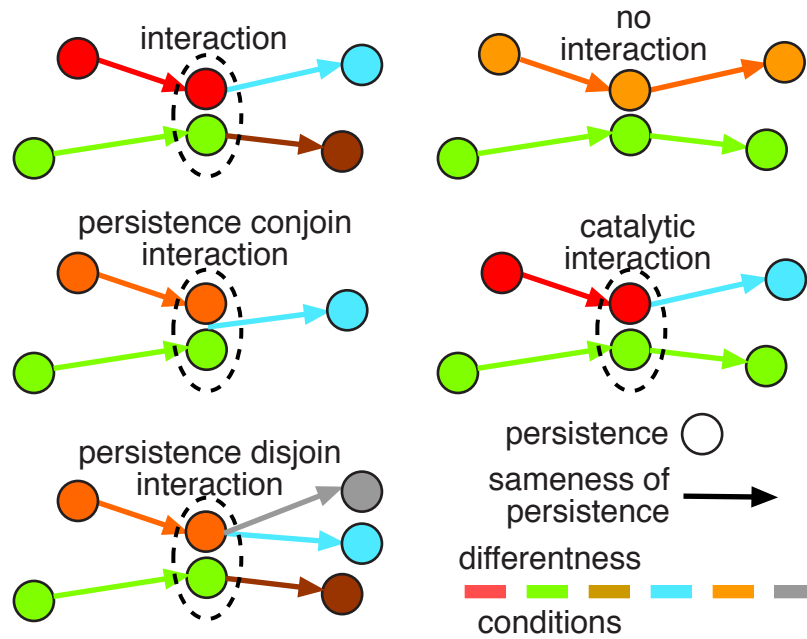 interaction
no
interaction
persistence conjoin
interaction
catalytic
interaction
persistence disjoin
interaction
persistence
sameness of
persistence
differentness
conditions